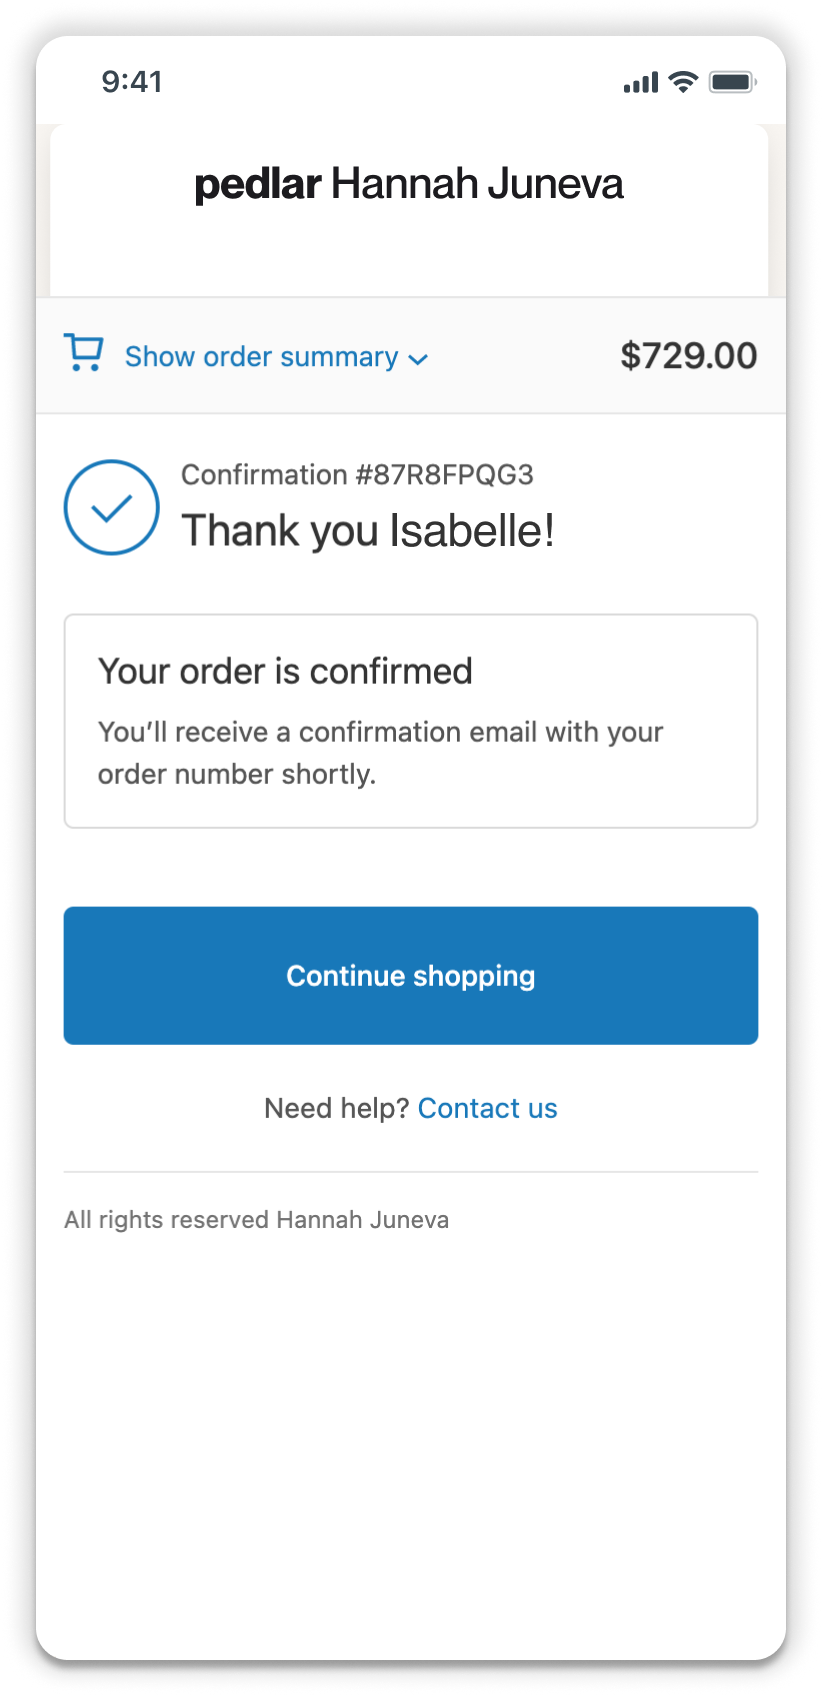 9:41
pedlar Hannah Juneva
Show order summary
$729.00
Confirmation #87R8FPQG3
Thank you Isabelle!
Your order is confirmed
You’ll receive a confirmation email with your
order number shortly.
Continue shopping
Need help? Contact us
All rights reserved Hannah Juneva